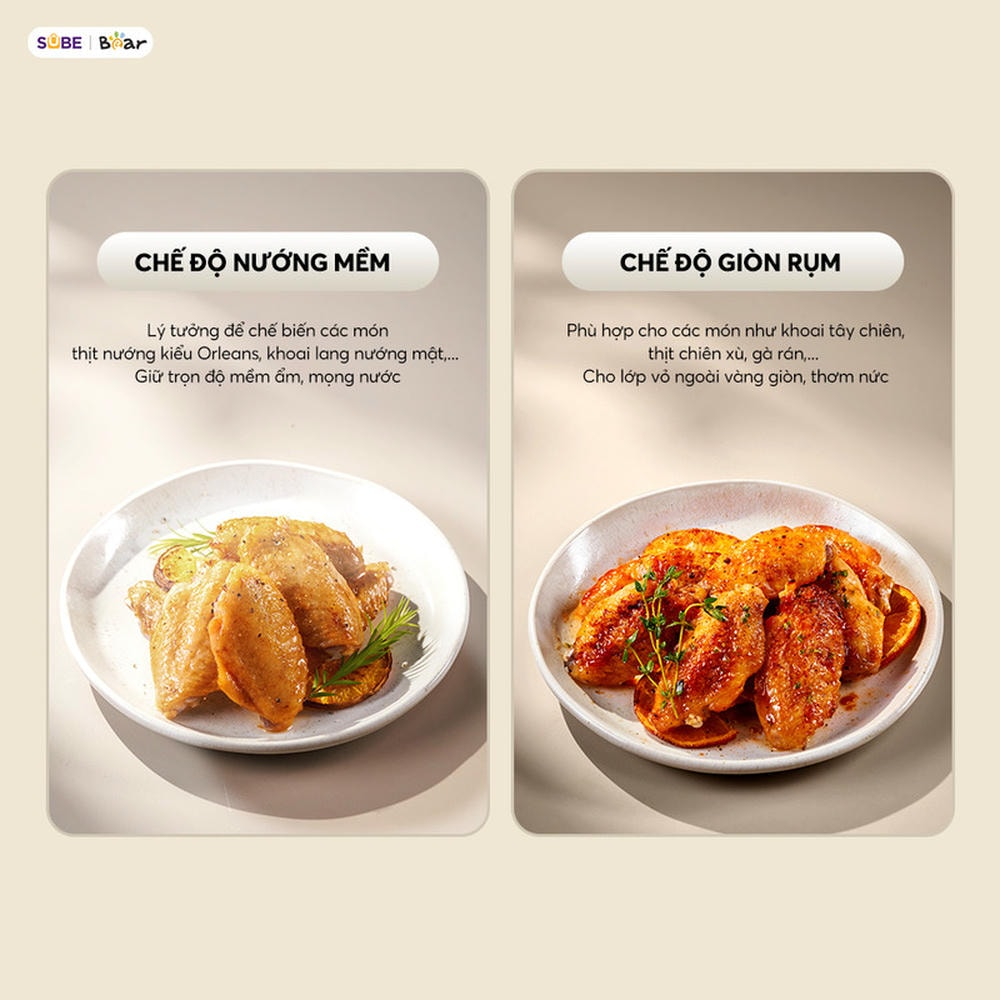 SUBE | Bear
CHẾ ĐỘ NƯỚNG MỀM
Lý tưởng để chế biến các món
thịt nướng kiểu Orleans, khoai lang nướng mật,...
Giữ trọn độ mềm ẩm, mọng nước
CHẾ ĐỘ GIÒN RỤM
Phù hợp cho các món như khoai tây chiên,
thịt chiên xù, gà rán,...
Cho lớp vỏ ngoài vàng giòn, thơm nức